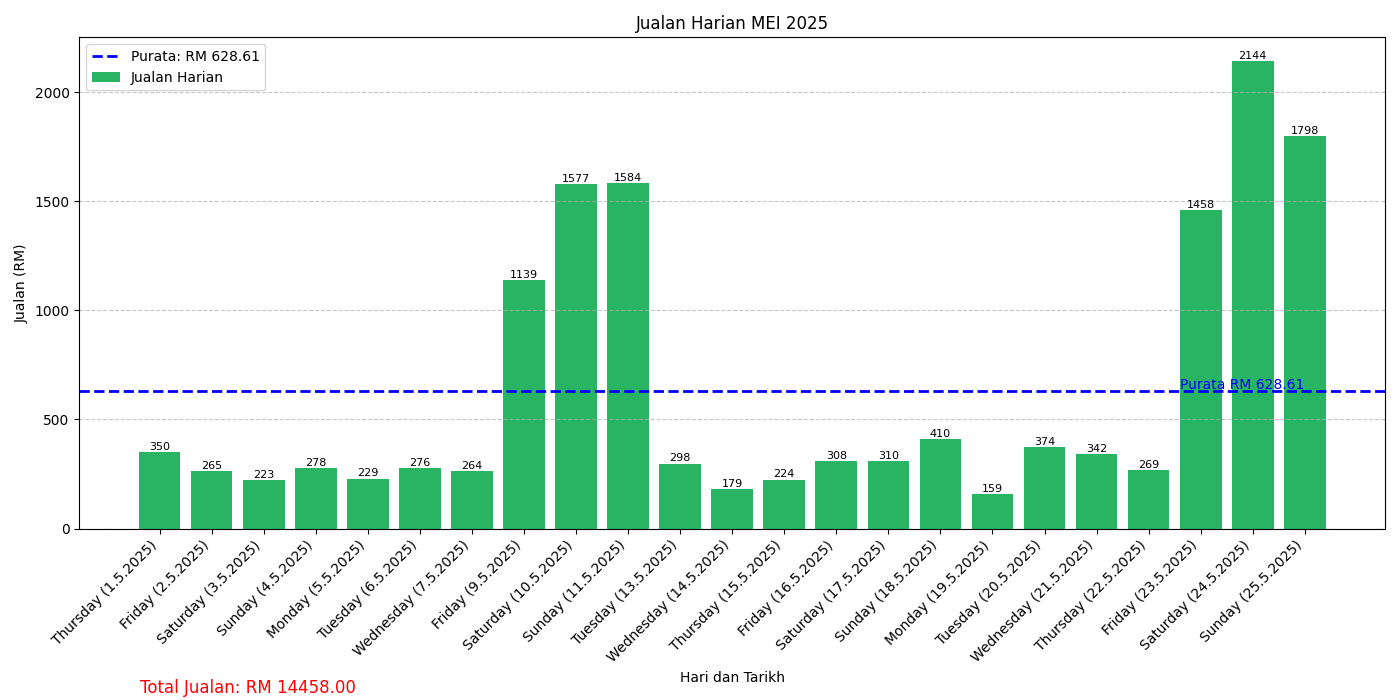 Jualan Harian MEI 2025
Purata: RM 628.61
Jualan Harian
Jualan (RM)
2000
1500
1000
500
0
350
265
223
278
229
276
264
1139
1577
1584
298
179
224
308
310
410
159
374
342
269
1458
2144
1798
Purata RM 628.61
Thursday (1.5.2025)
Friday (2.5.2025)
Saturday (3.5.2025)
Sunday (4.5.2025)
Monday (5.5.2025)
Tuesday (6.5.2025)
Wednesday (7.5.2025)
Friday (9.5.2025)
Saturday (10.5.2025)
Sunday (11.5.2025)
Tuesday (13.5.2025)
Wednesday (14.5.2025)
Thursday (15.5.2025)
Friday (16.5.2025)
Saturday (17.5.2025)
Sunday (18.5.2025)
Monday (19.5.2025)
Tuesday (20.5.2025)
Wednesday (21.5.2025)
Thursday (22.5.2025)
Friday (23.5.2025)
Saturday (24.5.2025)
Sunday (25.5.2025)
Hari dan Tarikh
Total Jualan: RM 14458.00